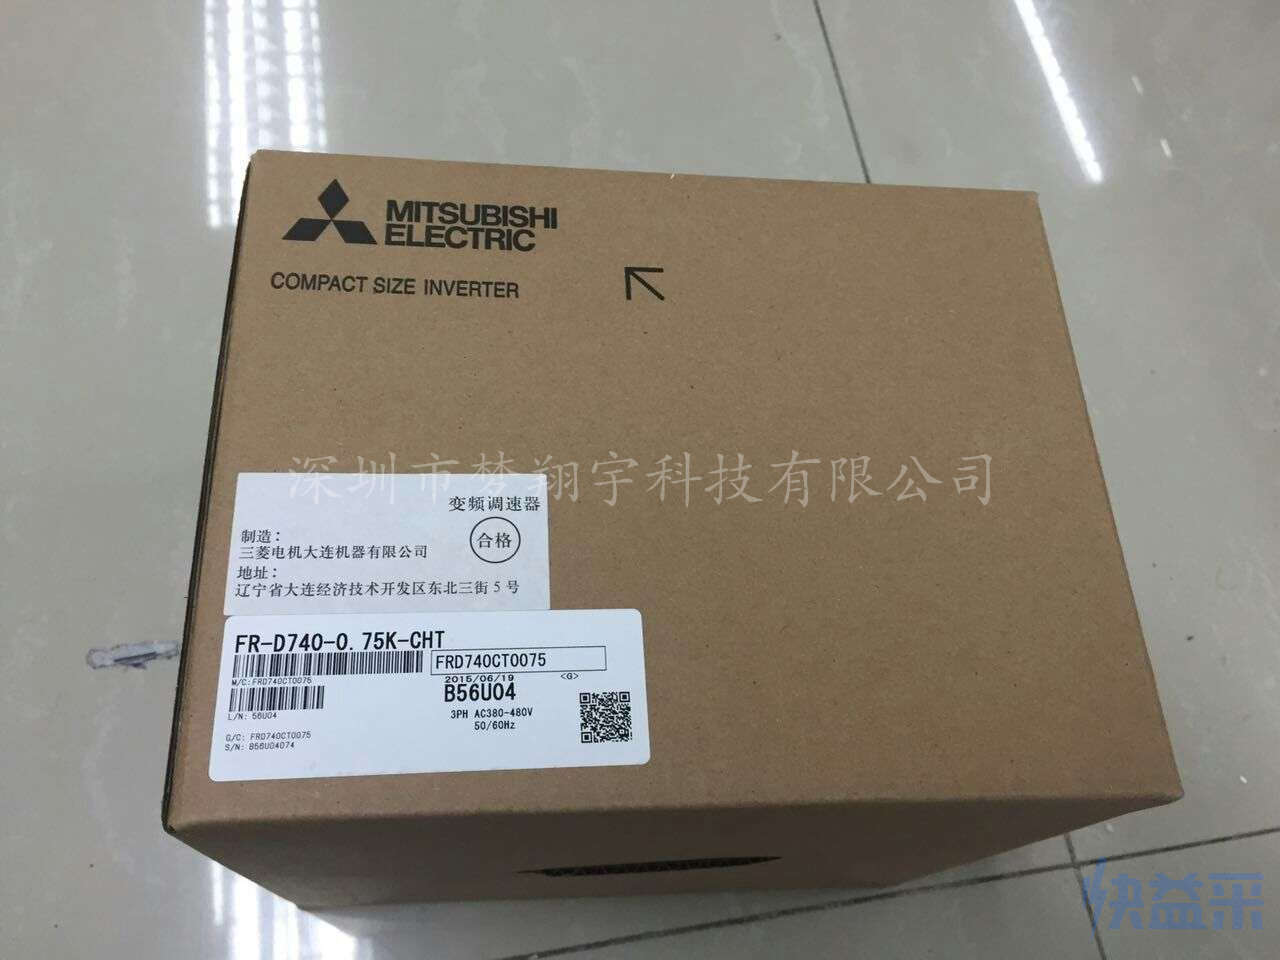 MITSUBISHI
ELECTRIC
COMPACT SIZE INVERTER
深圳市梦翔宇科技有限公司
变频调速器
合格
制造：
三菱电机大连机器有限公司
地址：
辽宁省大连经济技术开发区东北三街 5 号
FR-D740-0.75K-CHT
FRD740CT0075
M/C: FRD740CT0075
2015/06/19 <G>
B56U04
L/N: 56U04
3PH AC380-480V
50/60Hz
G/C: FRD740CT0075
S/N: B56U04074
快益采